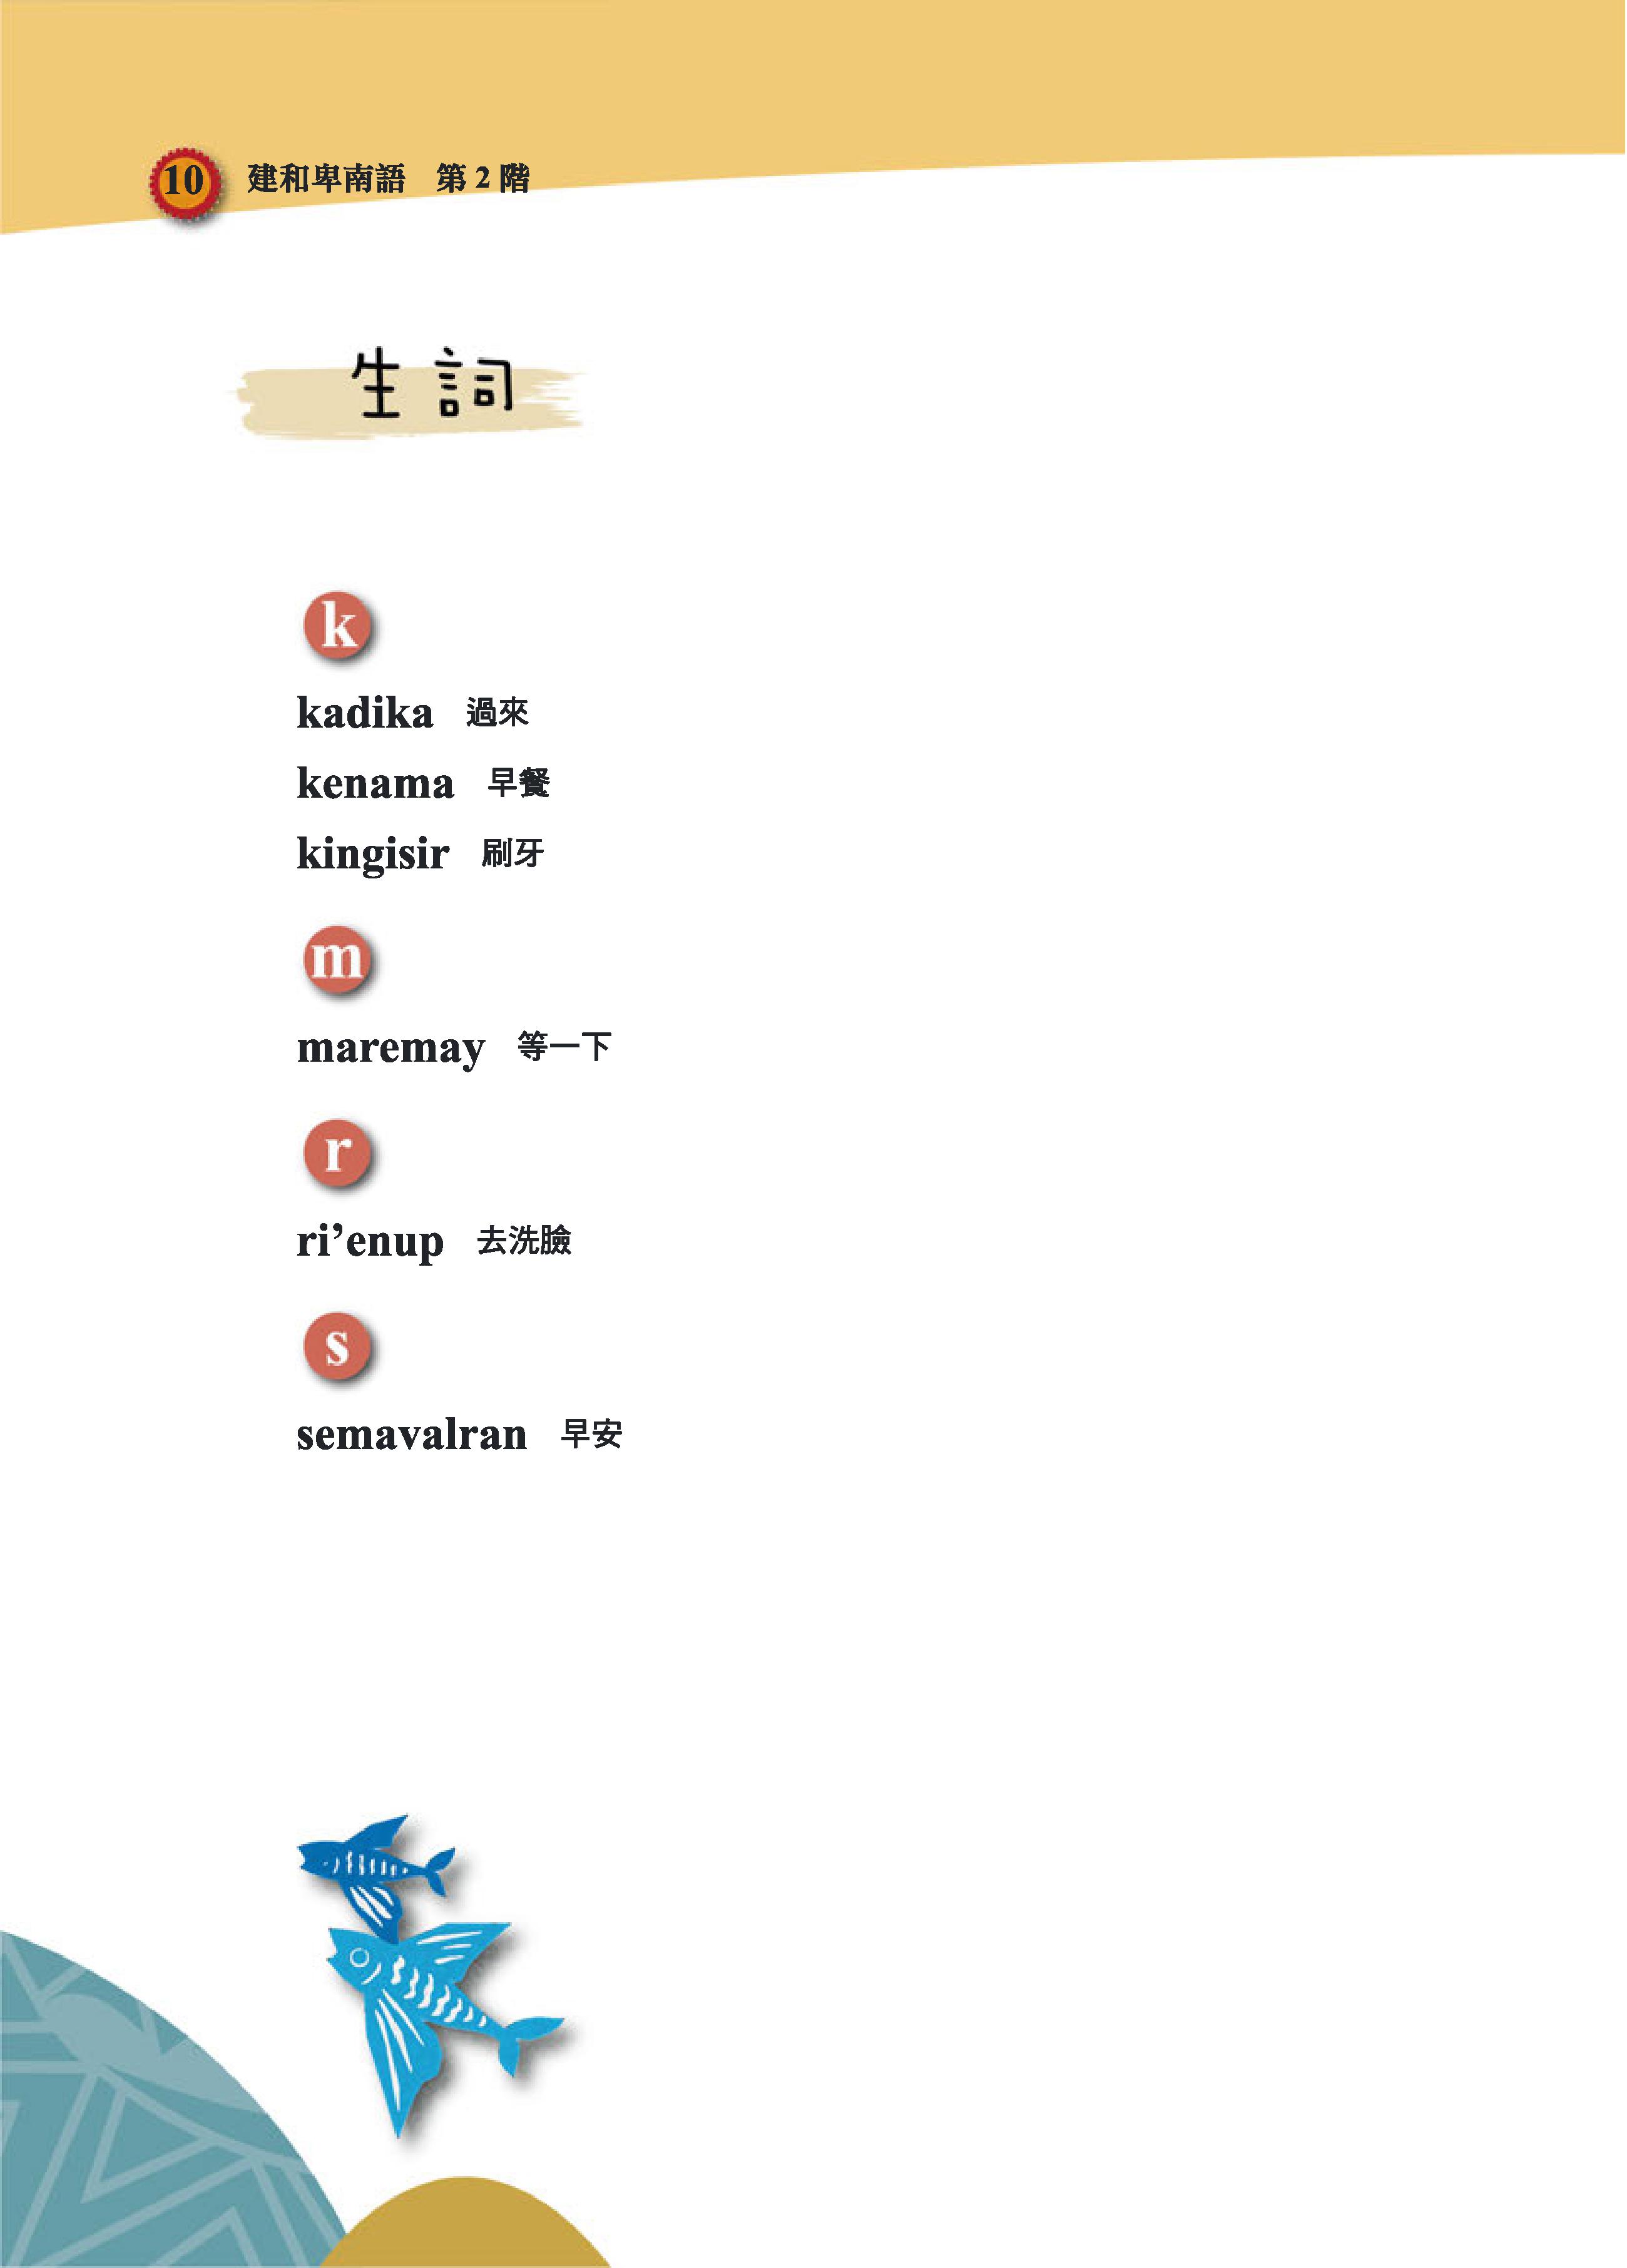 10 建和卑南語 第 2 階
生詞
k
kadika 過來
kenama 早餐
kingisir 刷牙
m
maremay 等一下
r
ri’enup 去洗臉
s
semavalran 早安